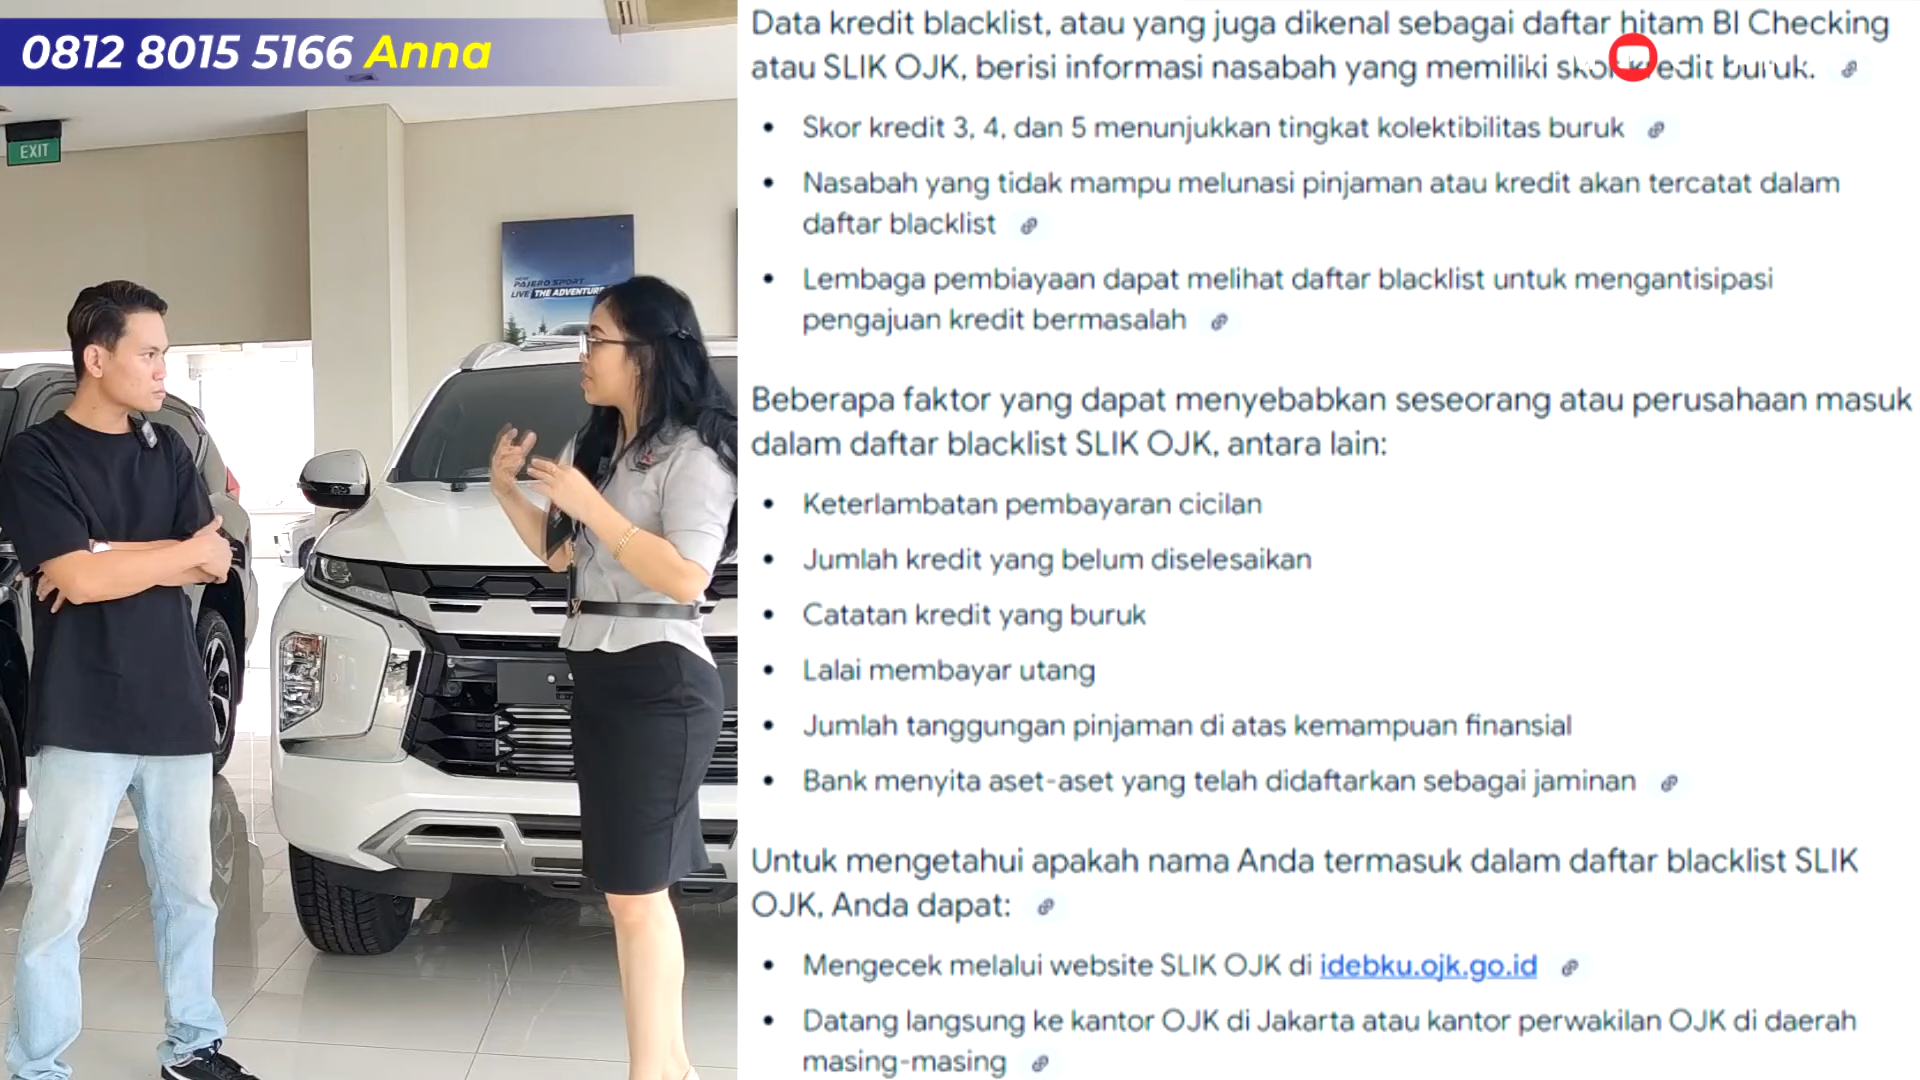 0812 8015 5166 Anna
EXIT
PAJERO SPORT
LIVE THE ADVENTURE
Data kredit blacklist, atau yang juga dikenal sebagai daftar hitam BI Checking
atau SLIK OJK, berisi informasi nasabah yang memiliki skor kredit buruk.
• Skor kredit 3, 4, dan 5 menunjukkan tingkat kolektibilitas buruk
• Nasabah yang tidak mampu melunasi pinjaman atau kredit akan tercatat dalam
daftar blacklist
• Lembaga pembiayaan dapat melihat daftar blacklist untuk mengantisipasi
pengajuan kredit bermasalah
Beberapa faktor yang dapat menyebabkan seseorang atau perusahaan masuk
dalam daftar blacklist SLIK OJK, antara lain:
• Keterlambatan pembayaran cicilan
• Jumlah kredit yang belum diselesaikan
• Catatan kredit yang buruk
• Lalai membayar utang
• Jumlah tanggungan pinjaman di atas kemampuan finansial
• Bank menyita aset-aset yang telah didaftarkan sebagai jaminan
Untuk mengetahui apakah nama Anda termasuk dalam daftar blacklist SLIK
OJK, Anda dapat:
• Mengecek melalui website SLIK OJK di idebku.ojk.go.id
• Datang langsung ke kantor OJK di Jakarta atau kantor perwakilan OJK di daerah
masing-masing